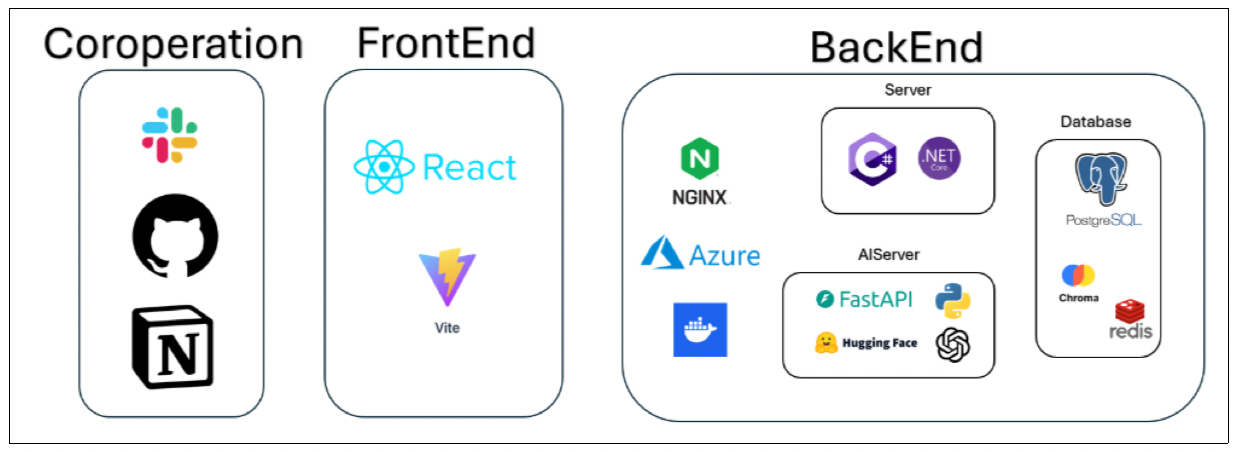 Coroperation
FrontEnd
BackEnd
React
Vite
NGINX
Azure
Server
C#
.NET
Core
AIServer
FastAPI
Hugging Face
Database
PostgreSQL
Chroma
redis
N
N